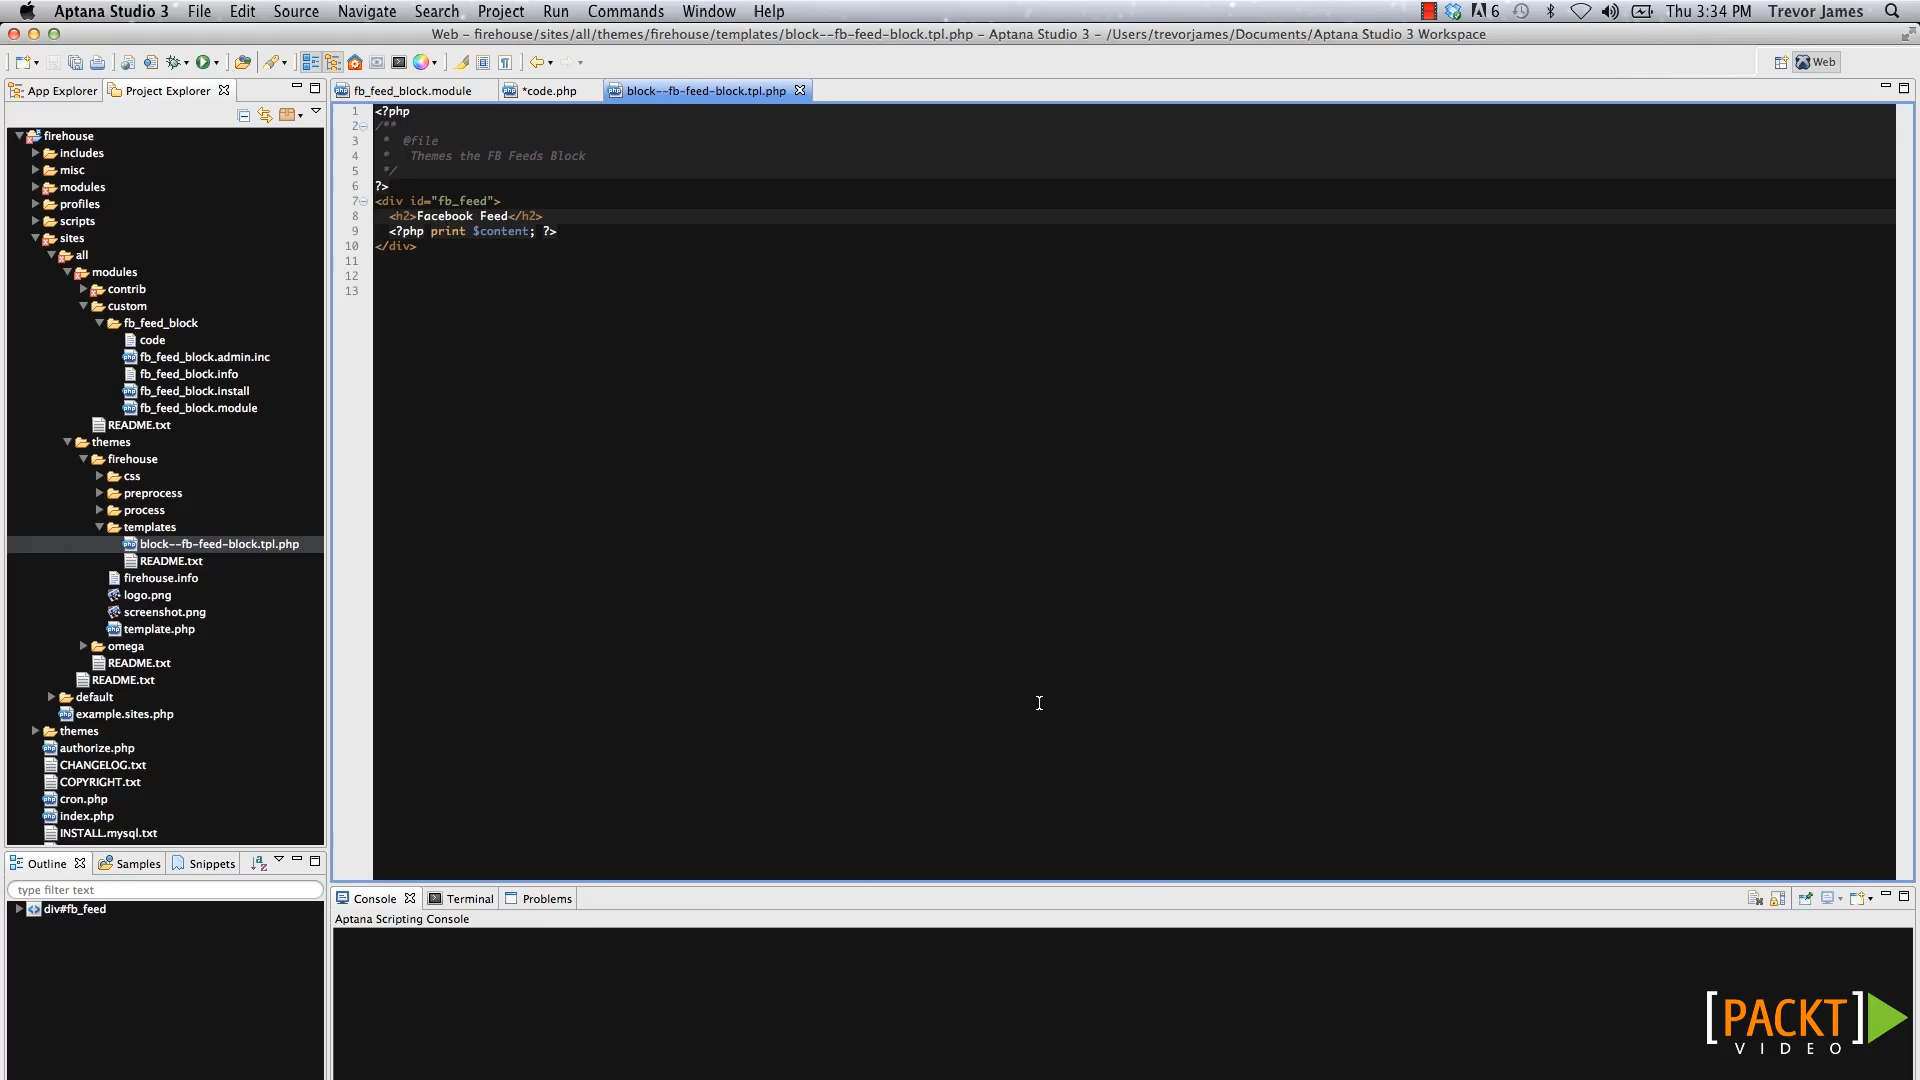 Aptana Studio 3 File Edit Source Navigate Search Project Run Commands Window Help 6 Thu 3:34 PM Trevor James
Web – firehouse/sites/all/themes/firehouse/templates/block--fb-feed-block.tpl.php – Aptana Studio 3 – /Users/trevorjames/Documents/Aptana Studio 3 Workspace
Web
App Explorer Project Explorer
fb_feed_block.module *code.php block--fb-feed-block.tpl.php
firehouse
includes
misc
modules
profiles
scripts
sites
all
modules
contrib
custom
fb_feed_block
code
fb_feed_block.admin.inc
fb_feed_block.info
fb_feed_block.install
fb_feed_block.module
README.txt
themes
firehouse
css
preprocess
process
templates
block--fb-feed-block.tpl.php
README.txt
firehouse.info
logo.png
screenshot.png
template.php
omega
README.txt
README.txt
default
example.sites.php
themes
authorize.php
CHANGELOG.txt
COPYRIGHT.txt
cron.php
index.php
INSTALL.mysql.txt
1 <?php
2 /**
3 * @file
4 * Themes the FB Feeds Block
5 */
6 ?>
7 <div id="fb_feed">
8 <h2>Facebook Feed</h2>
9 <?php print $content; ?>
10 </div>
11
12
13
Outline Samples Snippets
type filter text
div#fb_feed
Console Terminal Problems
Aptana Scripting Console
[PACKT]
VIDEO